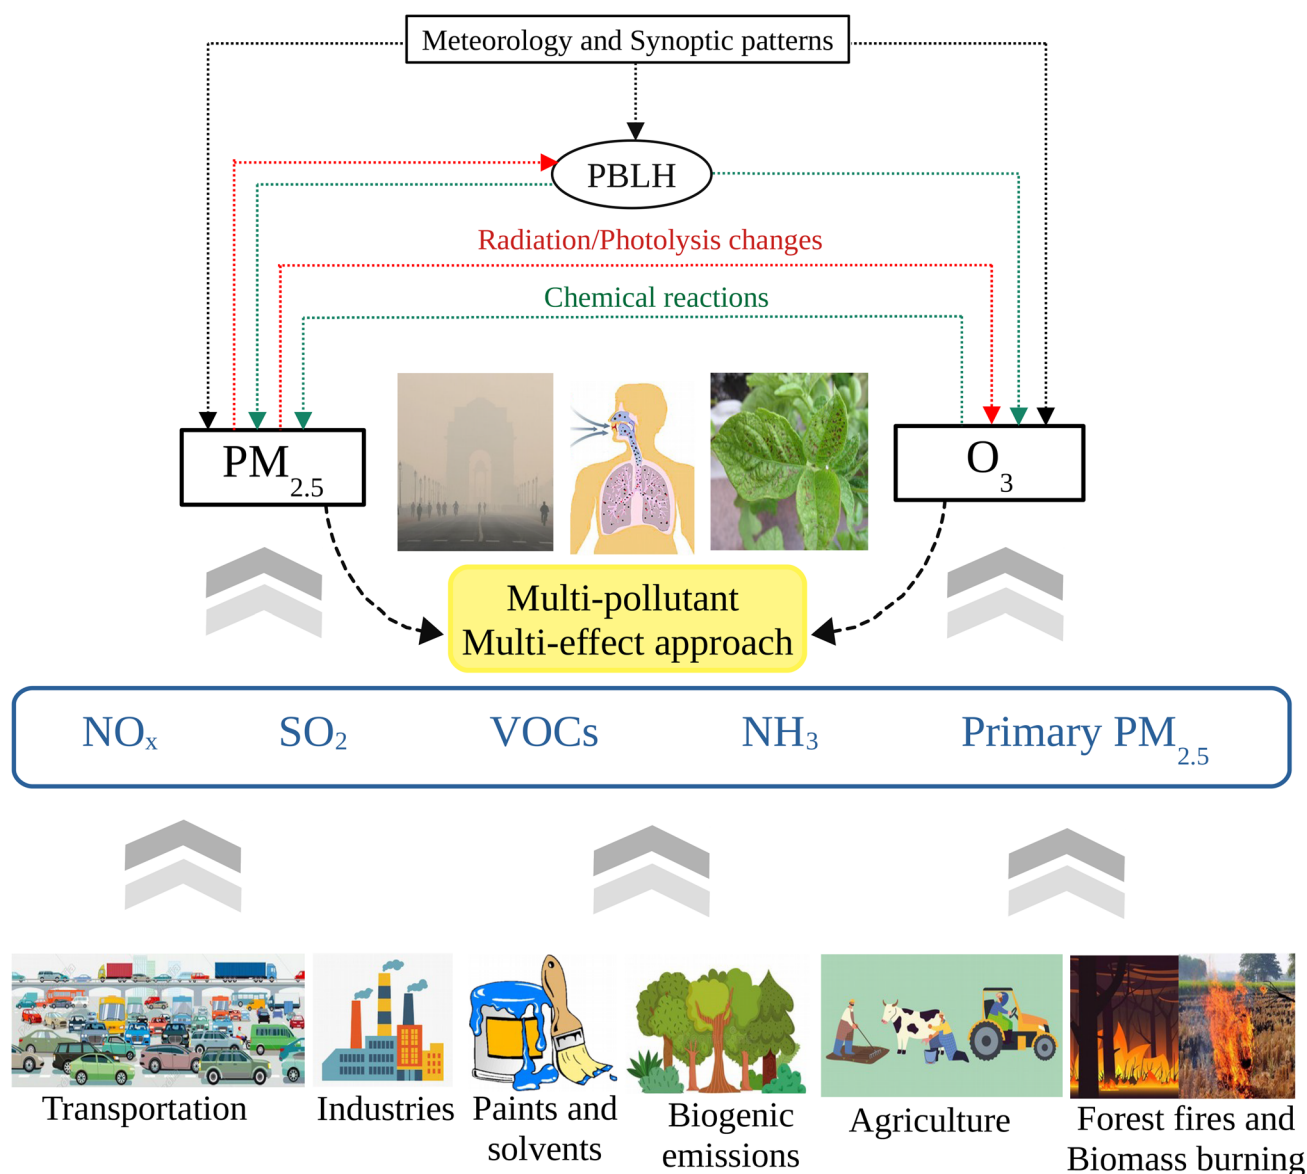 Meteorology and Synoptic patterns
PBLH
Radiation/Photolysis changes
Chemical reactions
PM2.5
O3
Multi-pollutant
Multi-effect approach
NOx SO2 VOCs NH3 Primary PM2.5
Transportation
Industries
Paints and
solvents
Biogenic
emissions
Agriculture
Forest fires and
Biomass burning